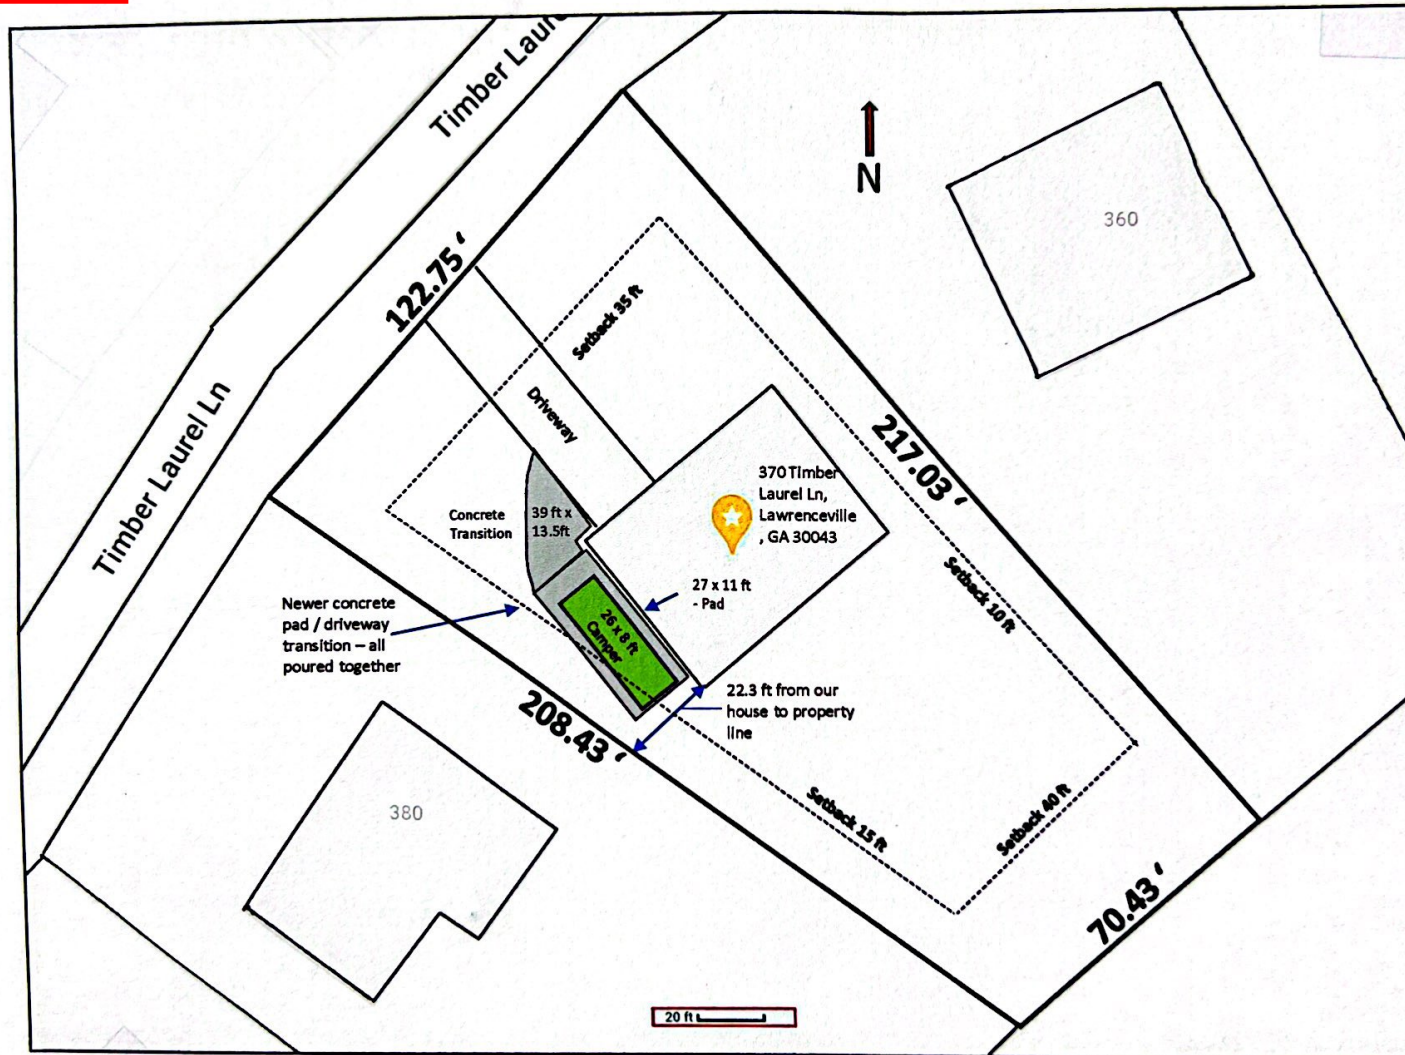 Timber Laure
N
360
122.75 ‘
Setback 35 ft
Driveway
217.03 ‘
370 Timber
Laurel Ln,
Lawrenceville
, GA 30043
Timber Laurel Ln
Concrete
Transition
39 ft x
13.5ft
27 x 11 ft
- Pad
Setback 10 ft
Newer concrete
pad / driveway
transition – all
poured together
26 x 8 ft
Camper
22.3 ft from our
house to property
line
208.43 ‘
380
Setback 15 ft
Setback 40 ft
70.43 ‘
20 ft